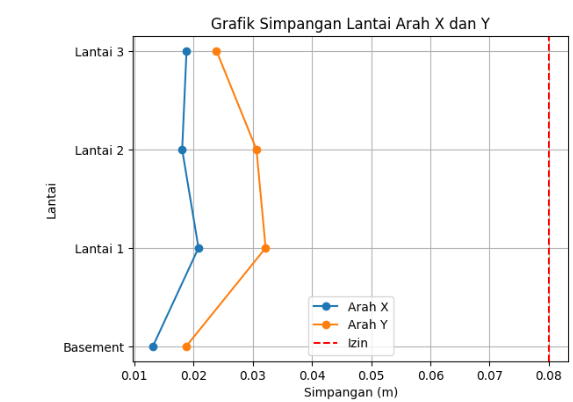 Grafik Simpangan Lantai Arah X dan Y
Lantai 3
Lantai 2
Lantai 1
Basement
Lantai
Arah X
Arah Y
Izin
0.01 0.02 0.03 0.04 0.05 0.06 0.07 0.08
Simpangan (m)